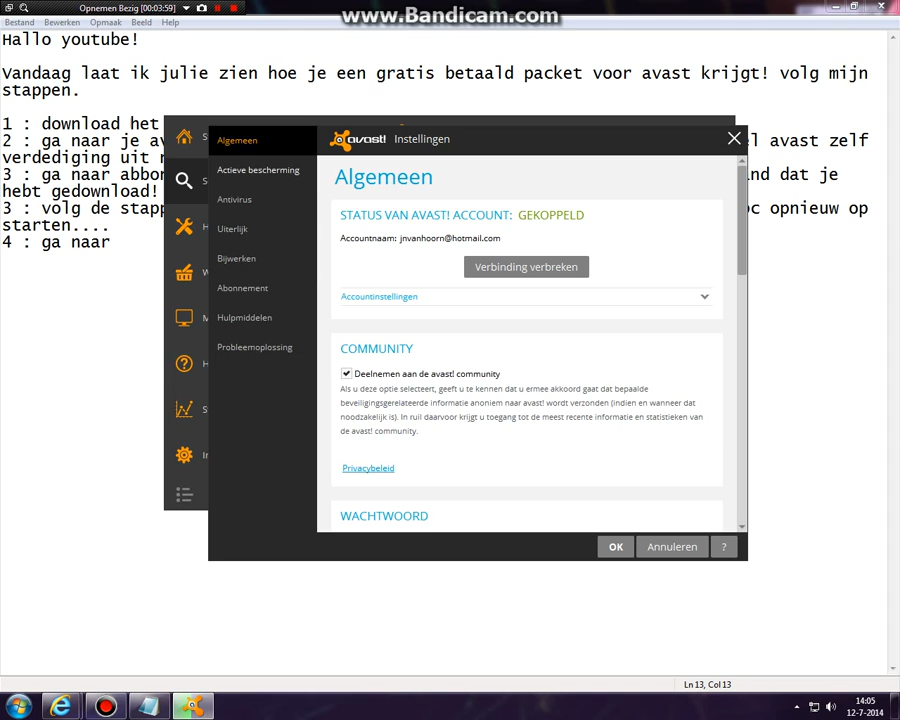 Opnemen Bezig [00:03:59]
www.Bandicam.com
Bestand Bewerken Opmaak Beeld Help
Hallo youtube!
Vandaag laat ik julie zien hoe je een gratis betaald packet voor avast krijgt! volg mijn
stappen.
1 : download het
2 : ga naar je av el avast zelf
verdediging uit
3 : ga naar abbon nd dat je
hebt gedownload!
3 : volg de stapp oc opnieuw op
starten....
4 : ga naar
Algemeen
Actieve bescherming
Antivirus
Uiterlijk
Bijwerken
Abonnement
Hulpmiddelen
Probleemoplossing
avast! Instellingen
Algemeen
STATUS VAN AVAST! ACCOUNT: GEKOPPELD
Accountnaam: jnvanhoorn@hotmail.com
Verbinding verbreken
Accountinstellingen
COMMUNITY
Deelnemen aan de avast! community
Als u deze optie selecteert, geeft u te kennen dat u ermee akkoord gaat dat bepaalde
beveiligingsgerelateerde informatie anoniem naar avast! wordt verzonden (indien en wanneer dat
noodzakelijk is). In ruil daarvoor krijgt u toegang tot de meest recente informatie en statistieken van
de avast! community.
Privacybeleid
WACHTWOORD
OK Annuleren ?
Ln 13, Col 13
14:05
12-7-2014